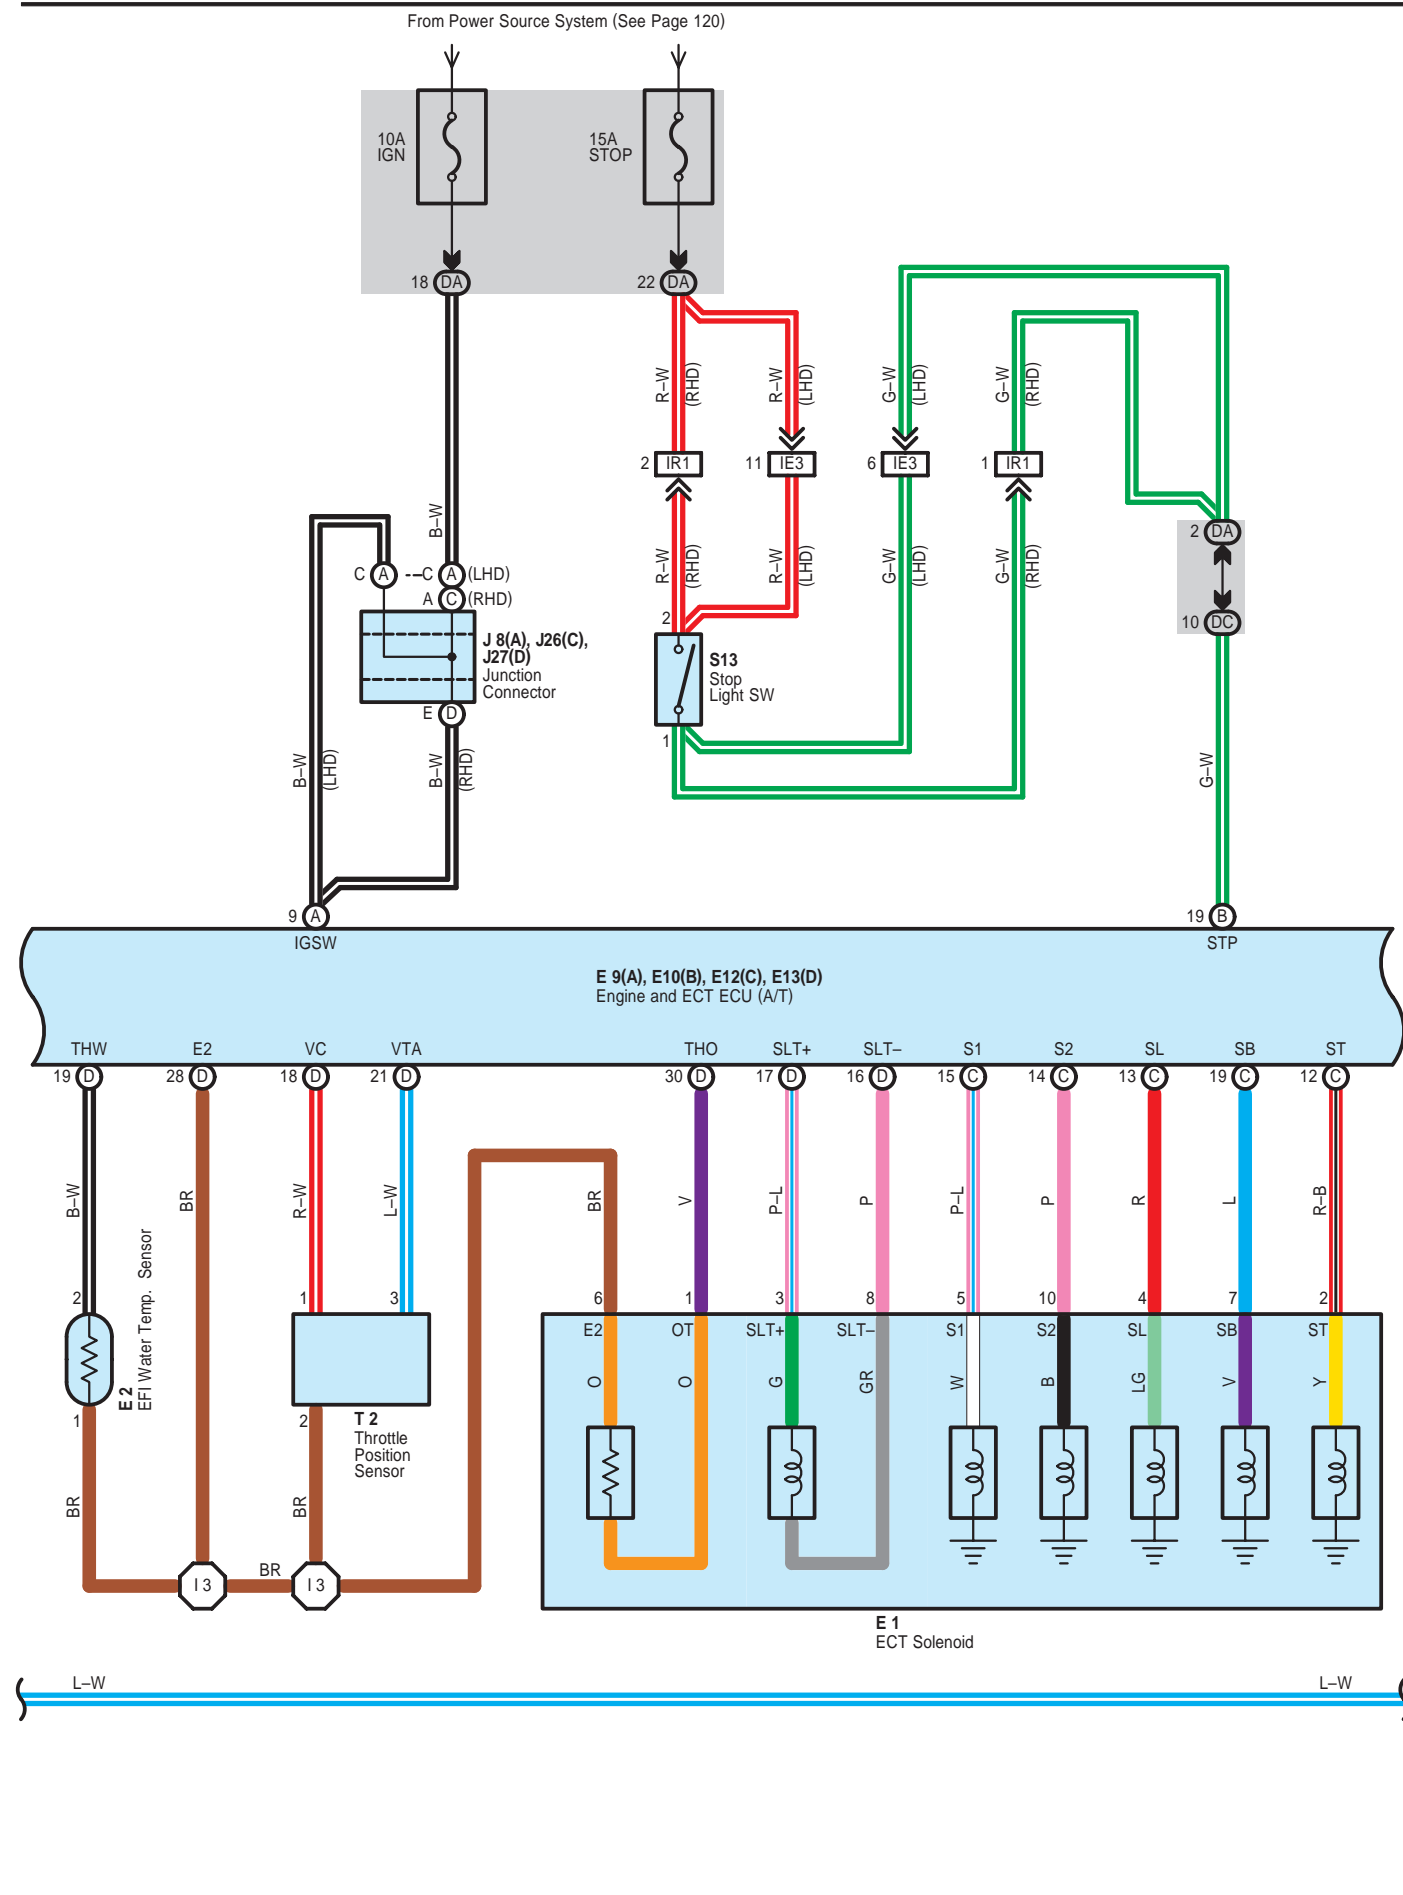 From Power Source System (See Page 120)
10A
IGN
15A
STOP
18 DA
22 DA
R–W
(RHD)
R–W
(LHD)
G–W
(LHD)
G–W
(RHD)
2 IR1
11 IE3
6 IE3
1 IR1
B–W
R–W
(RHD)
R–W
(LHD)
G–W
(LHD)
G–W
(RHD)
2 DA
10 DC
C A C A (LHD)
A C (RHD)
J 8(A), J26(C),
J27(D)
Junction
Connector
E D
2
S13
Stop
Light SW
1
B–W
(LHD)
B–W
(RHD)
G–W
9 A
IGSW
19 B
STP
E 9(A), E10(B), E12(C), E13(D)
Engine and ECT ECU (A/T)
THW E2 VC VTA THO SLT+ SLT– S1 S2 SL SB ST
19 D 28 D 18 D 21 D 30 D 17 D 16 D 15 C 14 C 13 C 19 C 12 C
B–W BR R–W L–W BR V P–L P P–L P R L R–B
2 1 3 6 1 3 8 5 10 4 7 2
E2 OT SLT+ SLT– S1 S2 SL SB ST
O O G GR W B LG V Y
E 2
EFI Water Temp. Sensor
1
2
T 2
Throttle
Position
Sensor
BR
BR
I 3
BR
I 3
E 1
ECT Solenoid
L–W
L–W